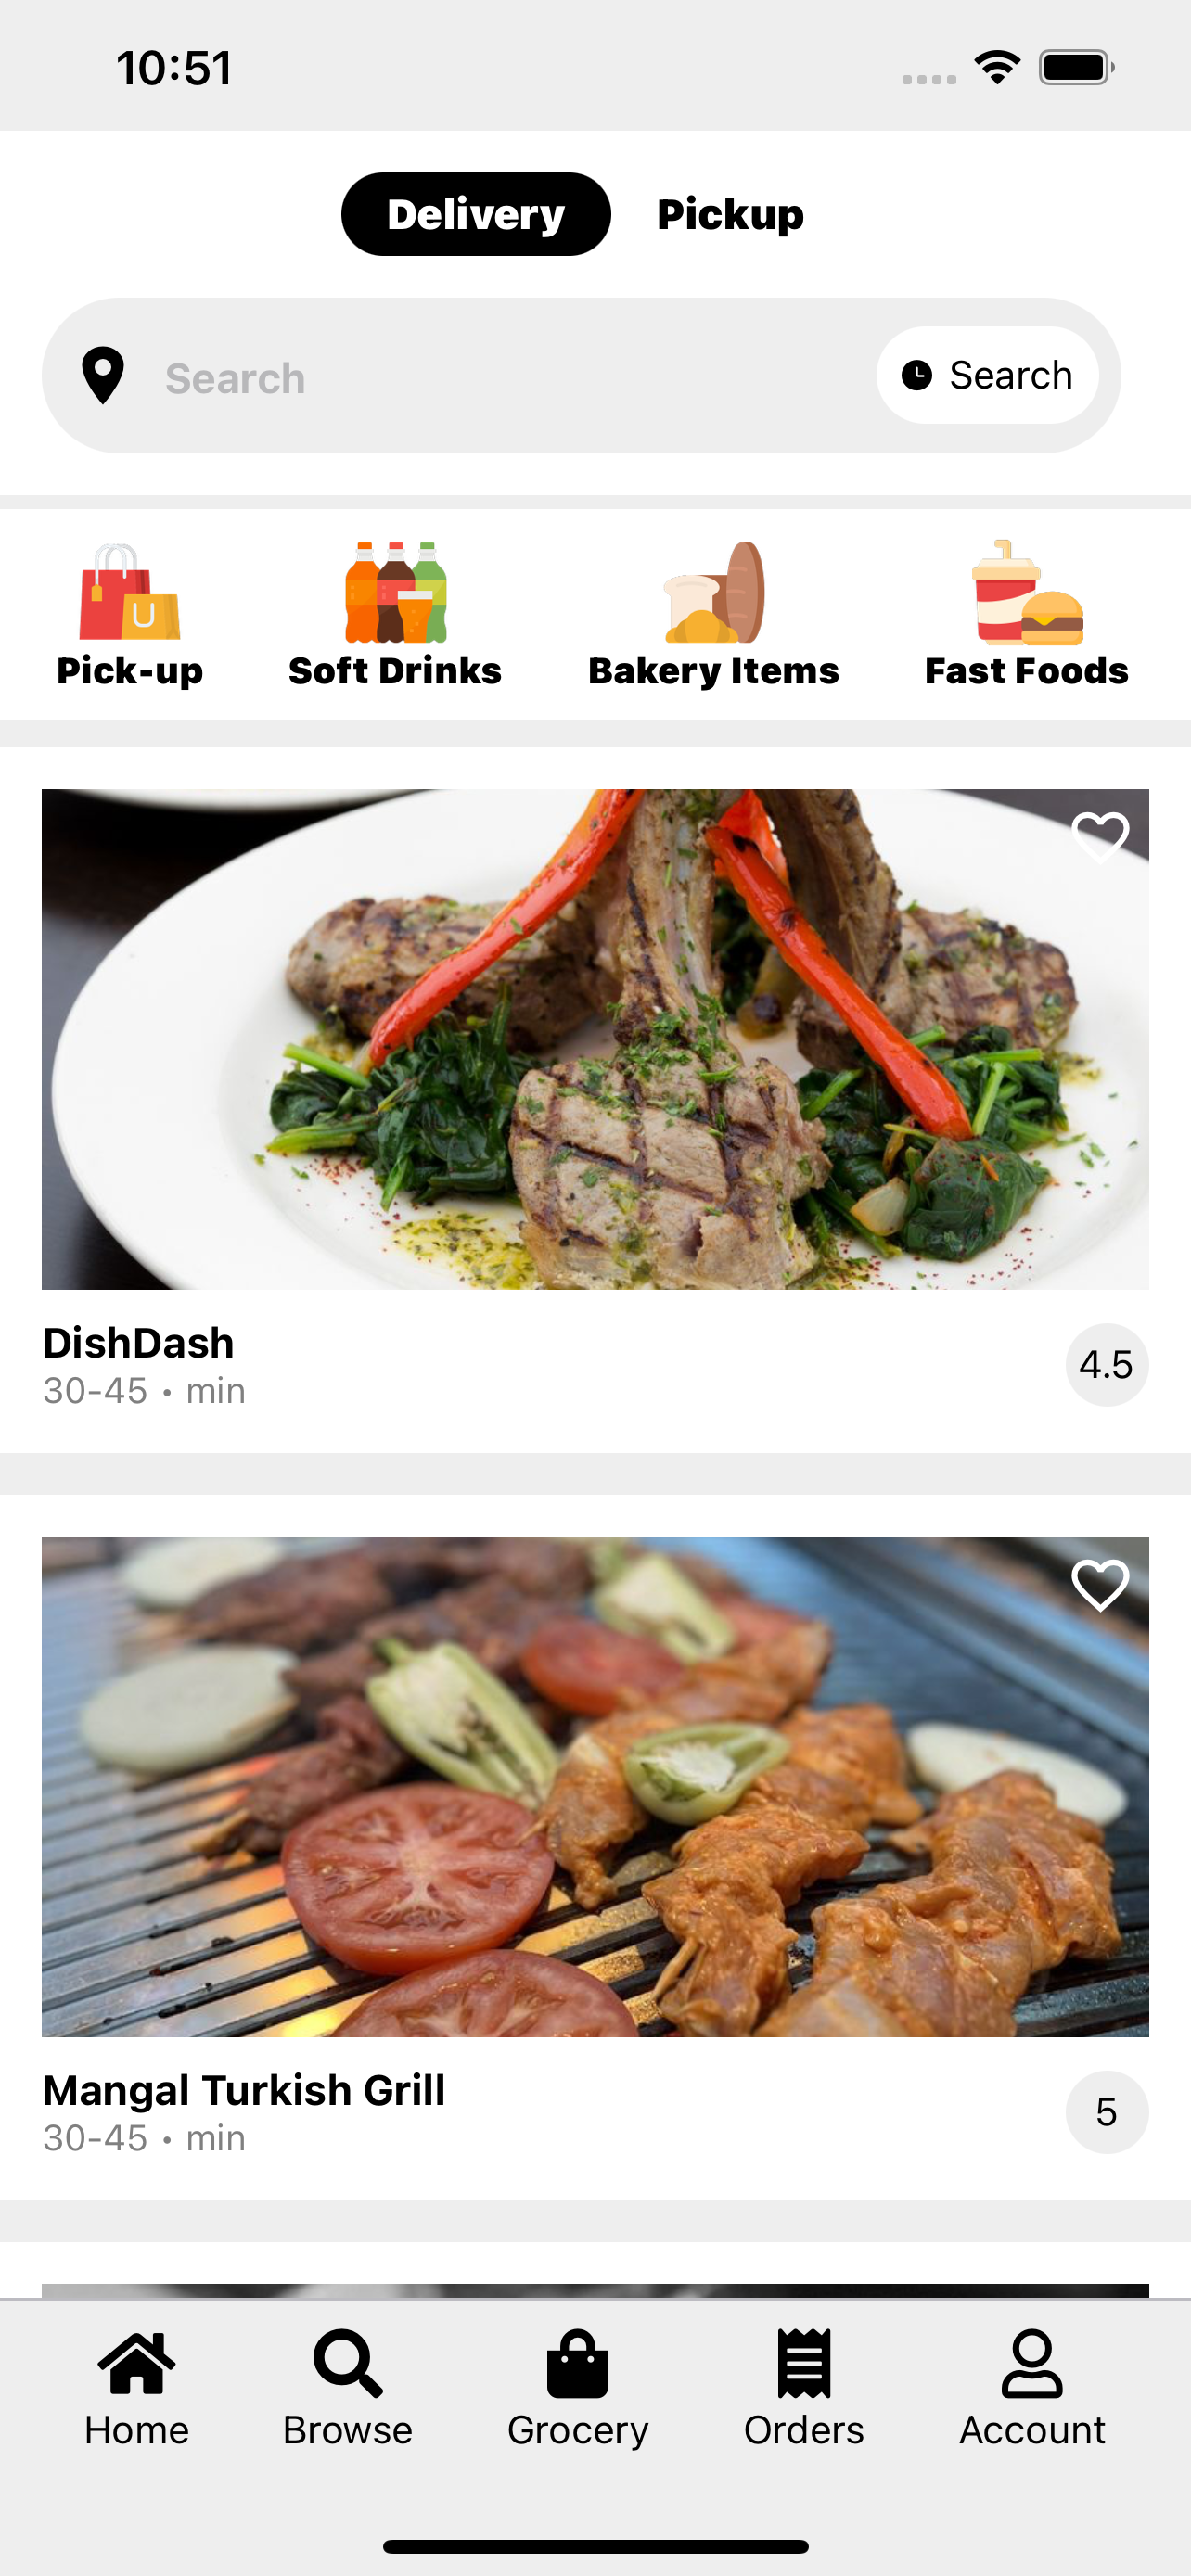 10:51
Delivery Pickup
Search Search
Pick-up Soft Drinks Bakery Items Fast Foods
DishDash
30-45 • min
4.5
Mangal Turkish Grill
30-45 • min
5
Home Browse Grocery Orders Account